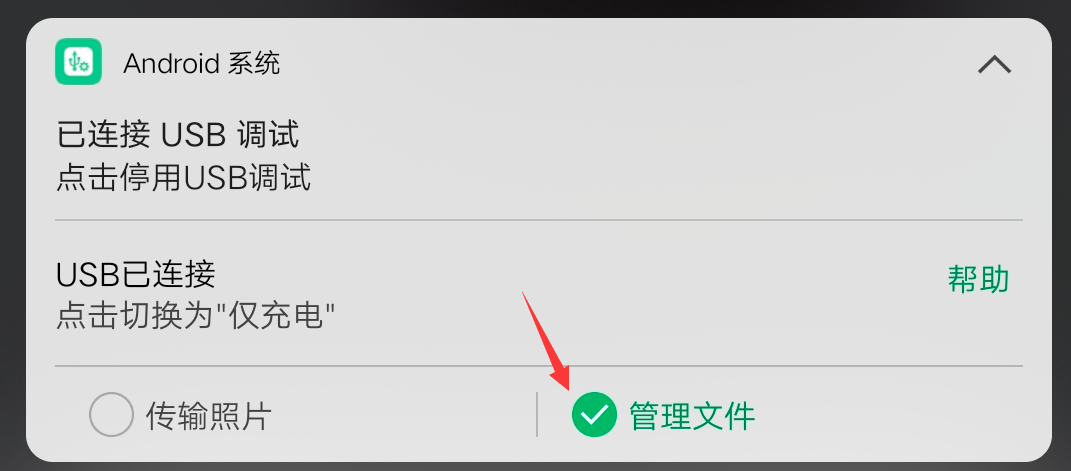 Android 系统
已连接 USB 调试
点击停用USB调试
USB已连接
帮助
点击切换为"仅充电"
传输照片
管理文件